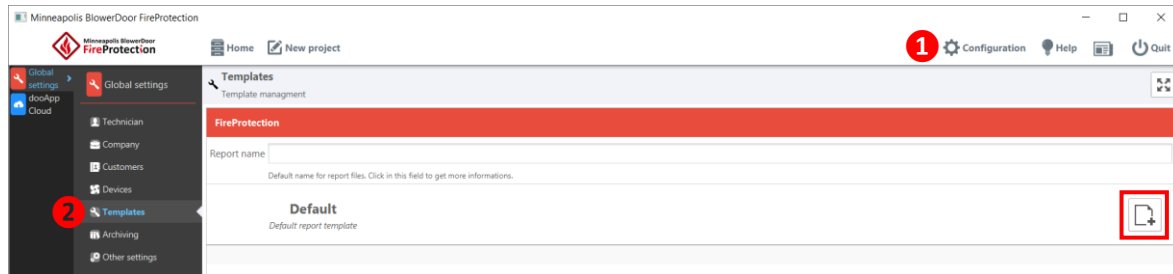 Minneapolis BlowerDoor FireProtection
Minneapolis BlowerDoor
FireProtection
Home
New project
1
Configuration
Help
Quit
Global
settings
dooApp
Cloud
Global settings
Technician
Company
Customers
Devices
2
Templates
Archiving
Other settings
Templates
Template managment
FireProtection
Report name
Default name for report files. Click in this field to get more informations.
Default
Default report template